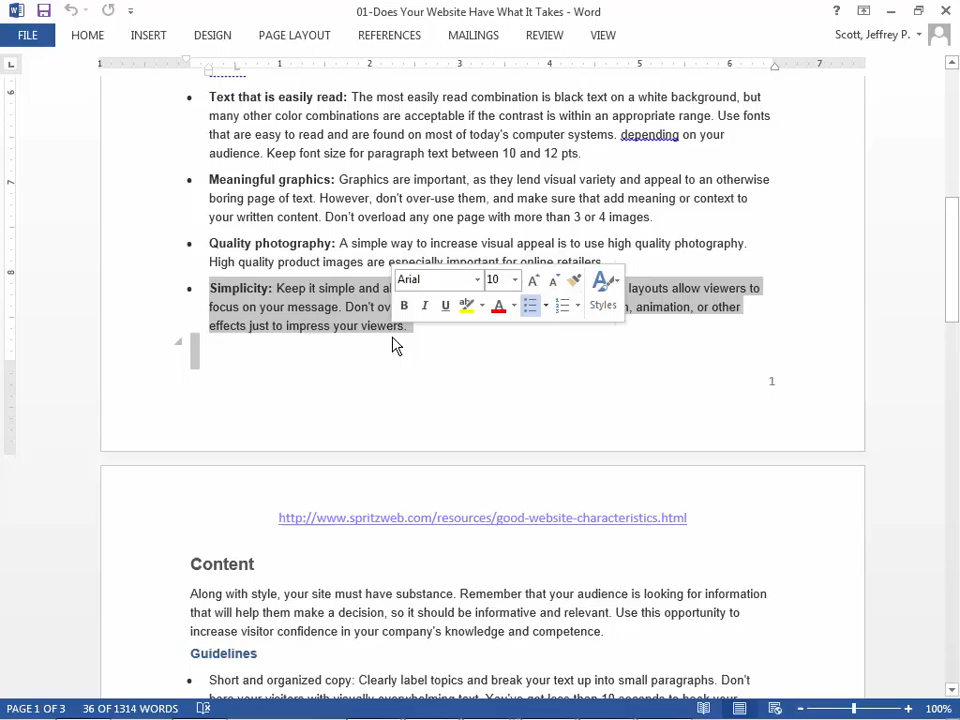 01-Does Your Website Have What It Takes - Word
FILE HOME INSERT DESIGN PAGE LAYOUT REFERENCES MAILINGS REVIEW VIEW Scott, Jeffrey P.
1 1 2 3 4 5 6 7
Text that is easily read: The most easily read combination is black text on a white background, but
many other color combinations are acceptable if the contrast is within an appropriate range. Use fonts
that are easy to read and are found on most of today's computer systems. depending on your
audience. Keep font size for paragraph text between 10 and 12 pts.
Meaningful graphics: Graphics are important, as they lend visual variety and appeal to an otherwise
boring page of text. However, don't over-use them, and make sure that add meaning or context to
your written content. Don't overload any one page with more than 3 or 4 images.
Quality photography: A simple way to increase visual appeal is to use high quality photography.
High quality product images are especially important for online retailers.
Arial 10
Simplicity: Keep it simple and layouts allow viewers to
B I U Styles
focus on your message. Don't animation, or other
effects just to impress your viewers.
1
http://www.spritzweb.com/resources/good-website-characteristics.html
Content
Along with style, your site must have substance. Remember that your audience is looking for information
that will help them make a decision, so it should be informative and relevant. Use this opportunity to
increase visitor confidence in your company's knowledge and competence.
Guidelines
Short and organized copy: Clearly label topics and break your text into small paragraphs. Don't
PAGE 1 OF 3 36 OF 1314 WORDS 100%